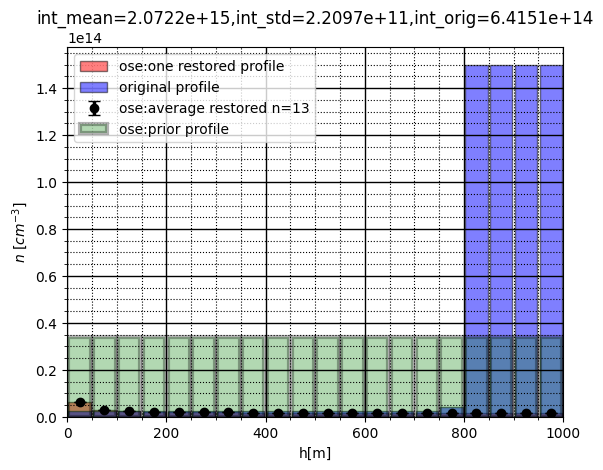 int_mean=2.0722e+15,int_std=2.2097e+11,int_orig=6.4151e+14
1e14
ose:one restored profile
original profile
ose:average restored n=13
ose:prior profile
1.4
1.2
1.0
0.8
0.6
0.4
0.2
0.0
n [cm⁻³]
0 200 400 600 800 1000
h[m]